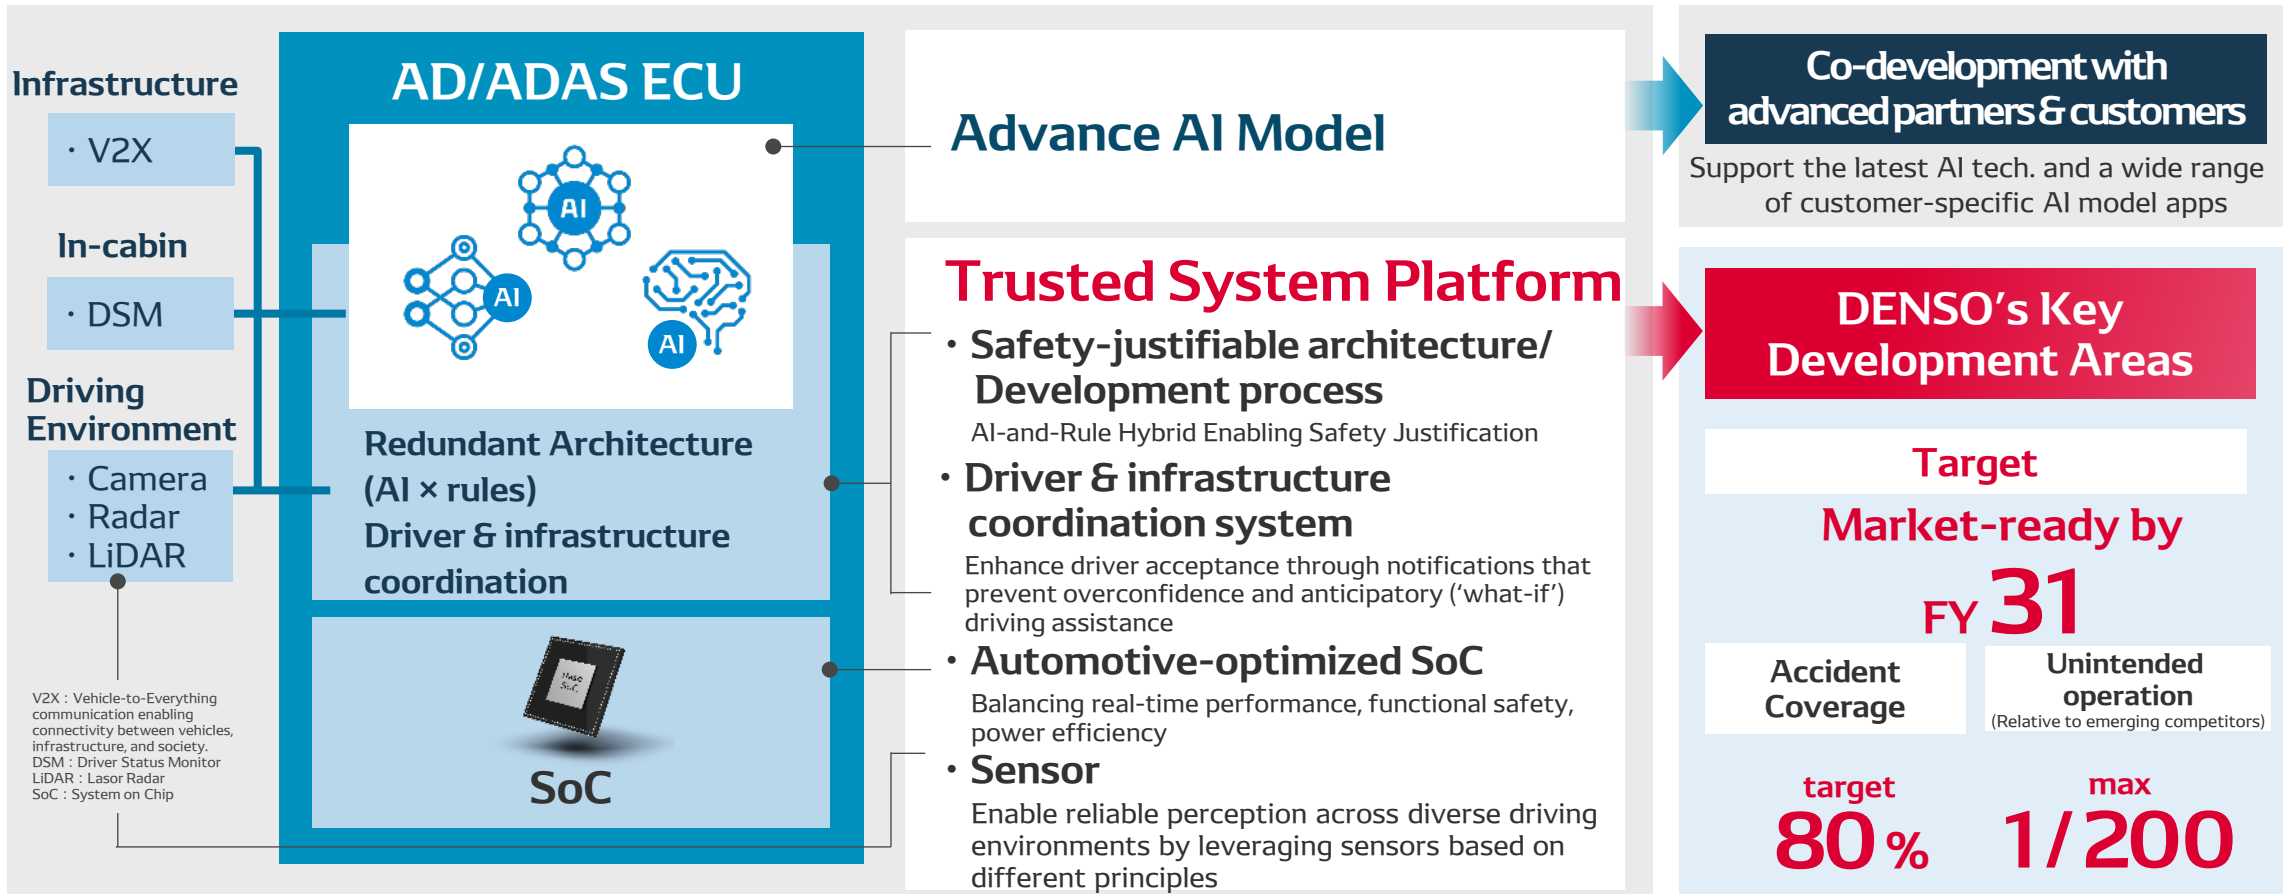 Infrastructure
・V2X
In-cabin
・DSM
Driving
Environment
・Camera
・Radar
・LiDAR
V2X : Vehicle-to-Everything
communication enabling
connectivity between vehicles,
infrastructure, and society.
DSM : Driver Status Monitor
LiDAR : Lasor Radar
SoC : System on Chip
AD/ADAS ECU
AI
AI
AI
Redundant Architecture
(AI × rules)
Driver & infrastructure
coordination
SoC
Advance AI Model
Trusted System Platform
・Safety-justifiable architecture/
Development process
AI-and-Rule Hybrid Enabling Safety Justification
・Driver & infrastructure
coordination system
Enhance driver acceptance through notifications that
prevent overconfidence and anticipatory (‘what-if’)
driving assistance
・Automotive-optimized SoC
Balancing real-time performance, functional safety,
power efficiency
・Sensor
Enable reliable perception across diverse driving
environments by leveraging sensors based on
different principles
Co-development with
advanced partners & customers
Support the latest AI tech. and a wide range
of customer-specific AI model apps
DENSO’s Key
Development Areas
Target
Market-ready by
FY 31
Accident
Coverage
target
80 %
Unintended
operation
(Relative to emerging competitors)
max
1/200